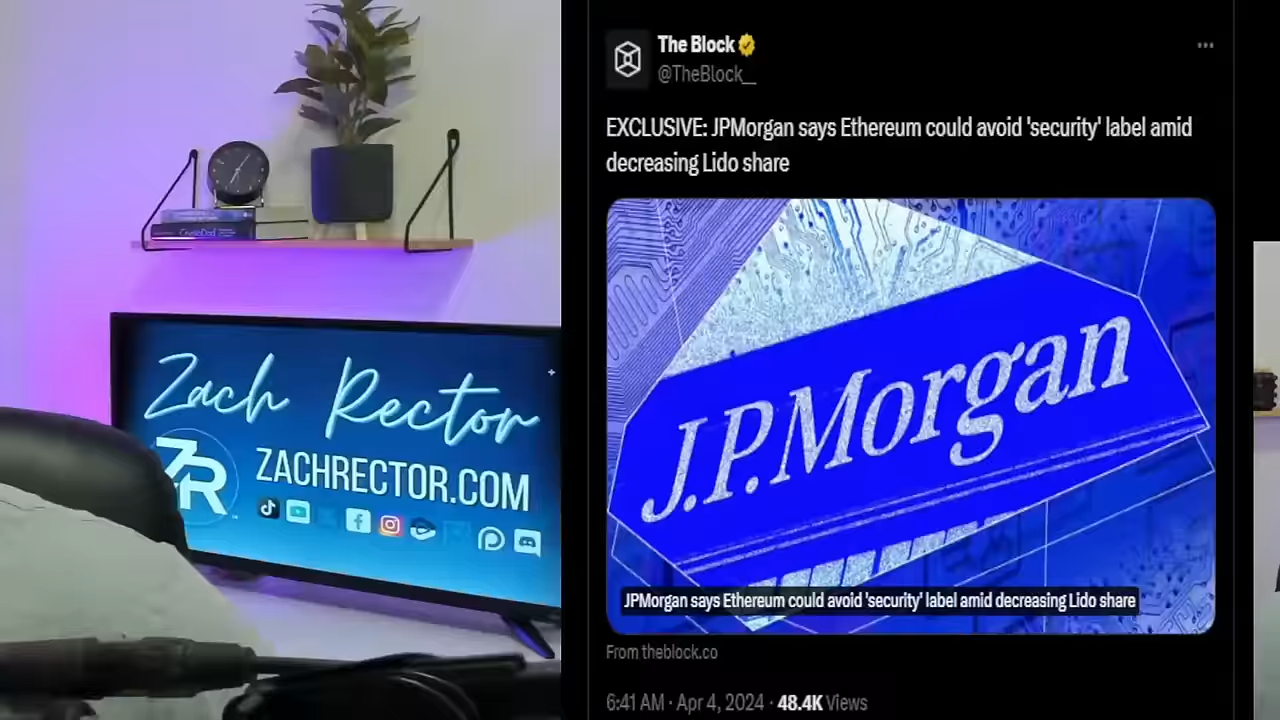 CryptoDad
Zach Rector
ZR
ZACHRECTOR.COM
The Block
@TheBlock__
EXCLUSIVE: JPMorgan says Ethereum could avoid 'security' label amid
decreasing Lido share
J.P.Morgan
JPMorgan says Ethereum could avoid 'security' label amid decreasing Lido share
From theblock.co
6:41 AM · Apr 4, 2024 · 48.4K Views